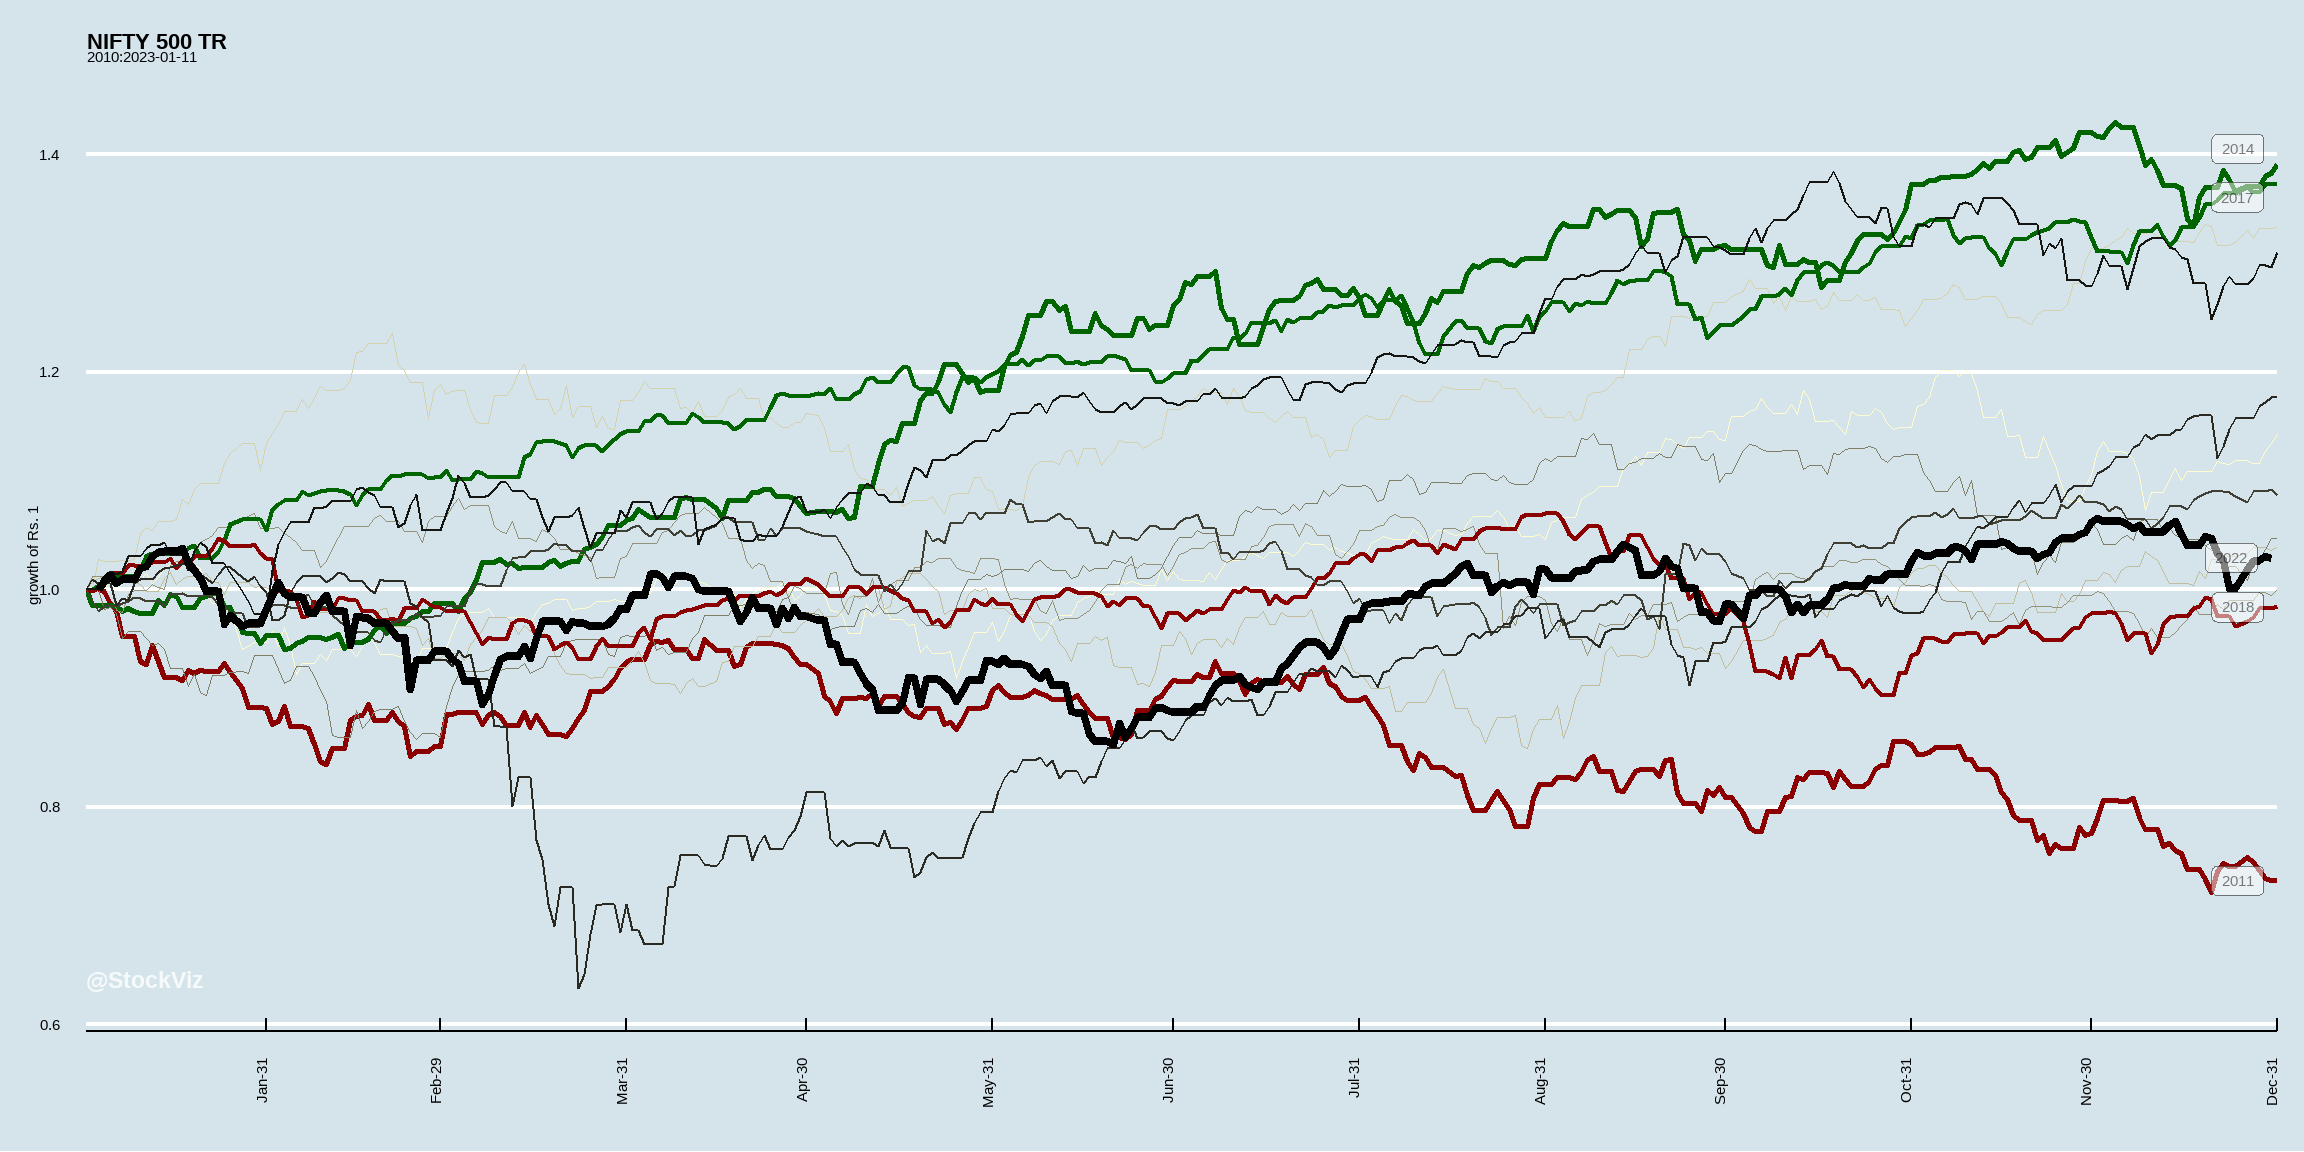 NIFTY 500 TR
2010:2023-01-11
growth of Rs. 1
1.4
1.2
1.0
0.8
0.6
2014
2017
2022
2018
2011
@StockViz
Jan-31
Feb-29
Mar-31
Apr-30
May-31
Jun-30
Jul-31
Aug-31
Sep-30
Oct-31
Nov-30
Dec-31